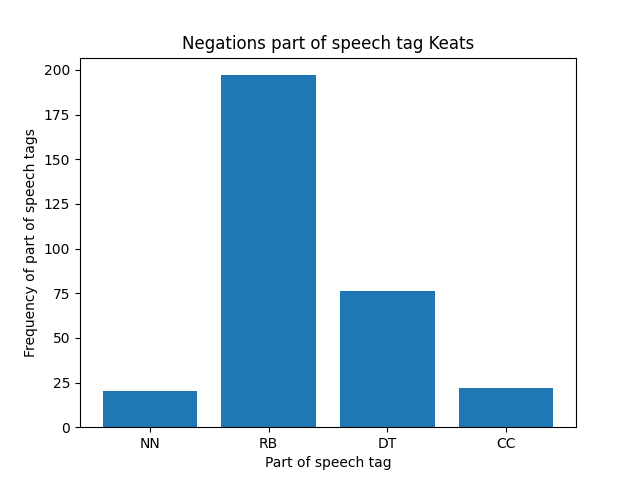 Negations part of speech tag Keats
Frequency of part of speech tags
200
175
150
125
100
75
50
25
0
NN RB DT CC
Part of speech tag